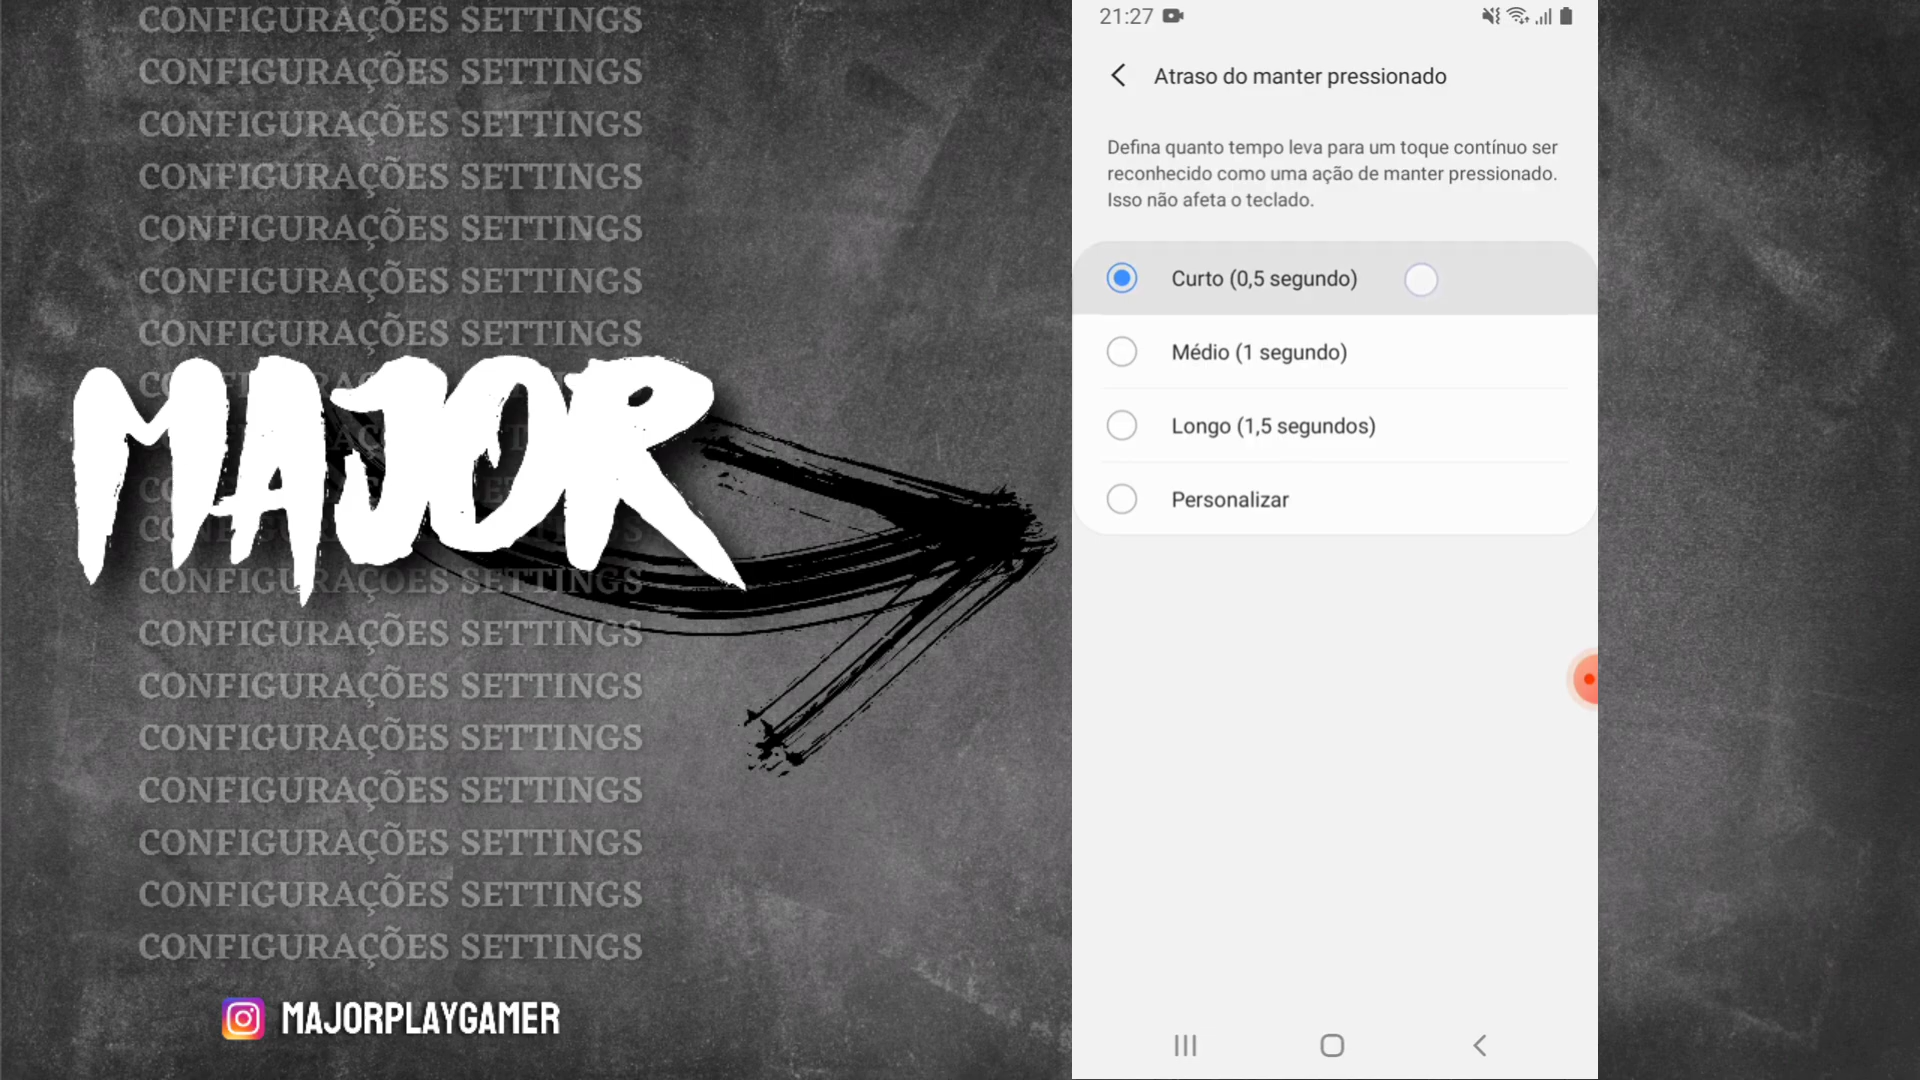 CONFIGURAÇÕES SETTINGS
CONFIGURAÇÕES SETTINGS
CONFIGURAÇÕES SETTINGS
CONFIGURAÇÕES SETTINGS
CONFIGURAÇÕES SETTINGS
CONFIGURAÇÕES SETTINGS
CONFIGURAÇÕES SETTINGS
MAJOR
CONFIGURAÇÕES SETTINGS
CONFIGURAÇÕES SETTINGS
CONFIGURAÇÕES SETTINGS
CONFIGURAÇÕES SETTINGS
CONFIGURAÇÕES SETTINGS
CONFIGURAÇÕES SETTINGS
CONFIGURAÇÕES SETTINGS
CONFIGURAÇÕES SETTINGS
MAJORPLAYGAMER
21:27
Atraso do manter pressionado
Defina quanto tempo leva para um toque contínuo ser
reconhecido como uma ação de manter pressionado.
Isso não afeta o teclado.
Curto (0,5 segundo)
Médio (1 segundo)
Longo (1,5 segundos)
Personalizar